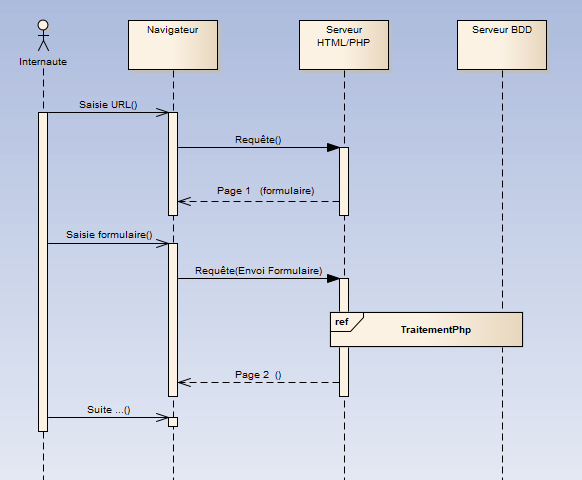 Internaute
Navigateur
Serveur
HTML/PHP
Serveur BDD
Saisie URL()
Requête()
Page 1 (formulaire)
Saisie formulaire()
Requête(Envoi Formulaire)
ref
TraitementPhp
Page 2 ()
Suite ...()